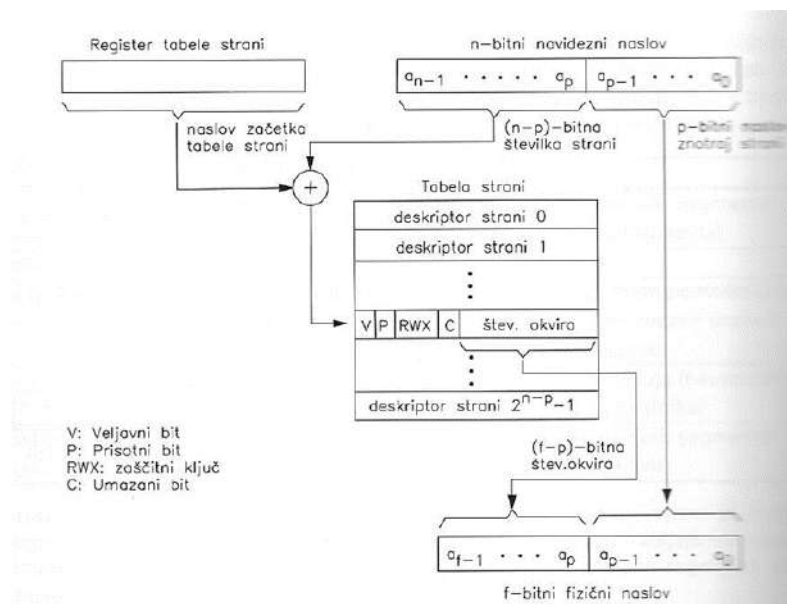 Register tabele strani
n-bitni navidezni naslov
a_{n-1} · · · · · a_p
a_{p-1} · · · a_0
naslov začetka
tabele strani
(n-p)-bitna
številka strani
p-bitni naslov
znotraj strani
+
Tabela strani
deskriptor strani 0
deskriptor strani 1
V P RWX C štev. okvira
deskriptor strani 2^{n-p}-1
V: Veljavni bit
P: Prisotni bit
RWX: zaščitni ključ
C: Umazani bit
(f-p)-bitna
štev.okvira
a_{f-1} · · · a_p
a_{p-1} · · · a_0
f-bitni fizični naslov